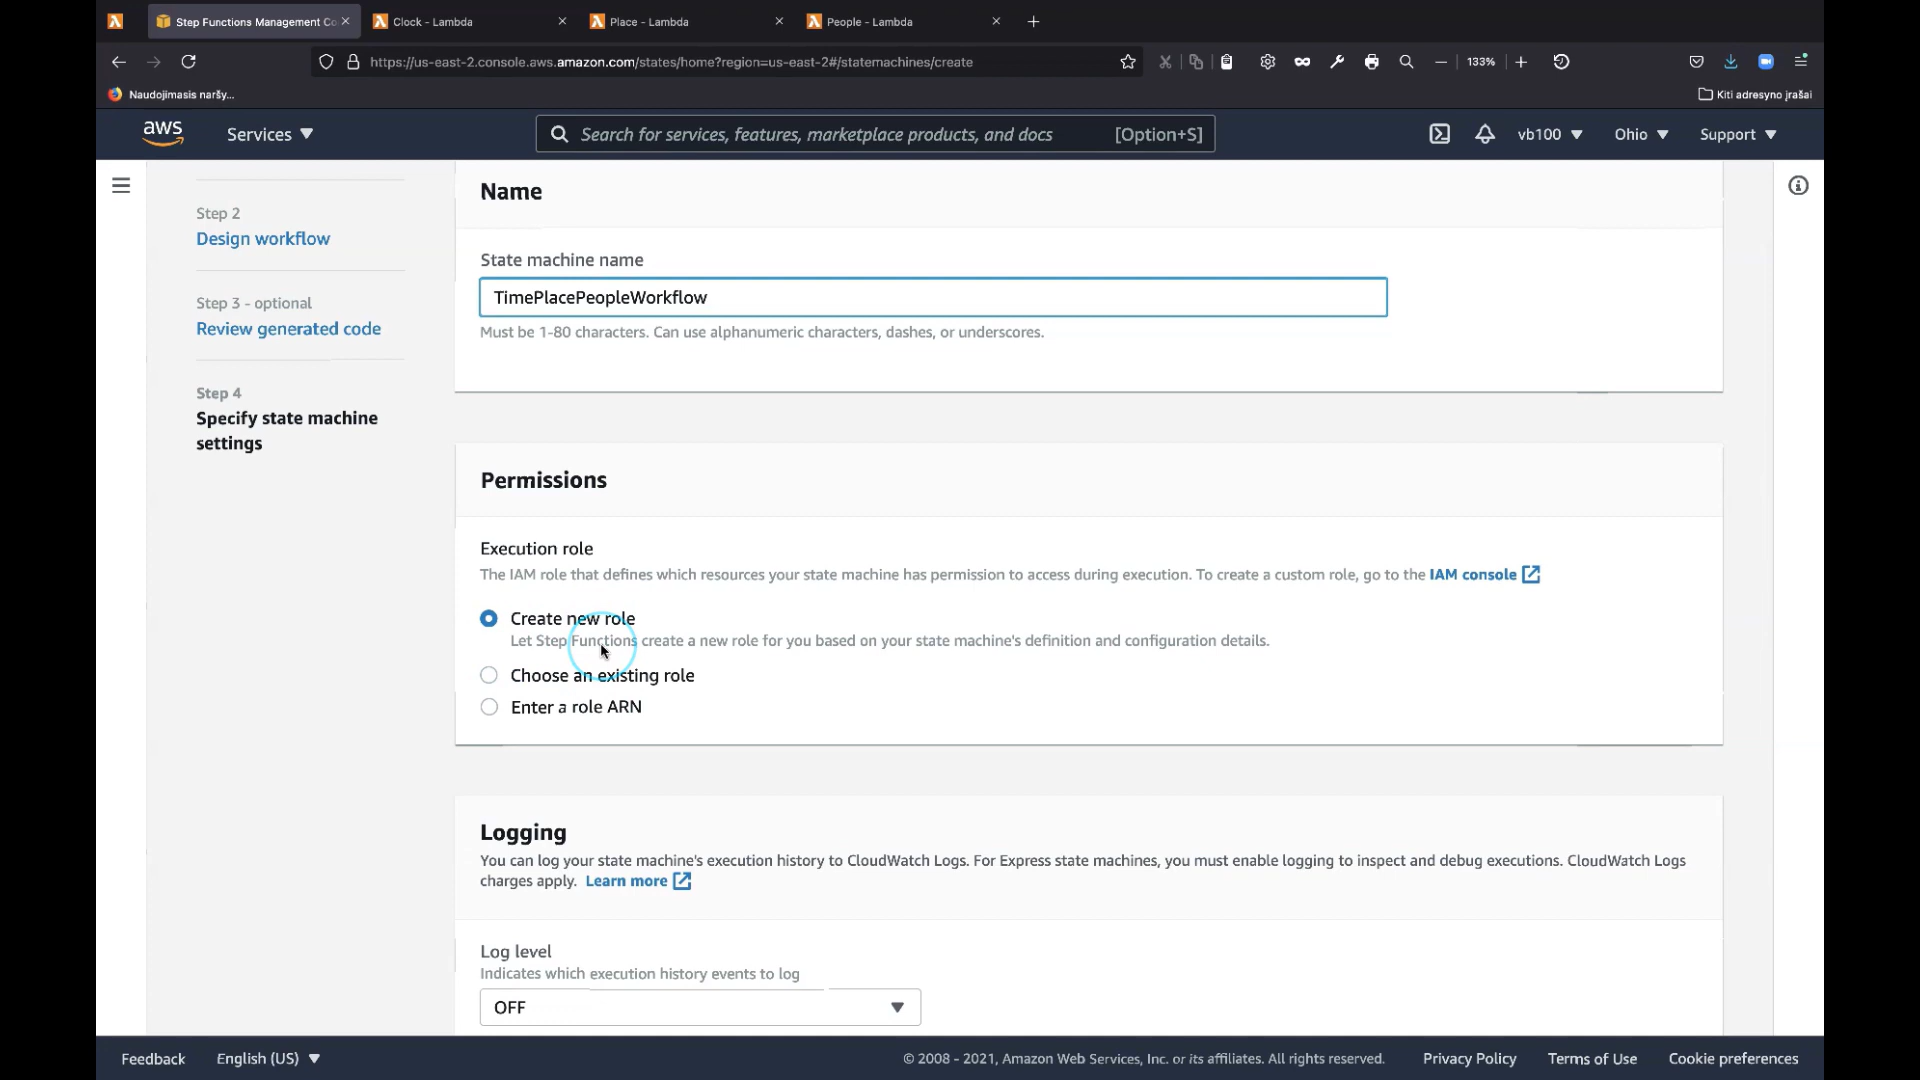 Step Functions Management Co
Clock - Lambda
Place - Lambda
People - Lambda
https://us-east-2.console.aws.amazon.com/states/home?region=us-east-2#/statemachines/create
133%
Naudojimasis naršy...
Kiti adresyno įrašai
aws
Services
Search for services, features, marketplace products, and docs [Option+S]
vb100
Ohio
Support
Step 2
Design workflow
Step 3 - optional
Review generated code
Step 4
Specify state machine
settings
Name
State machine name
TimePlacePeopleWorkflow
Must be 1-80 characters. Can use alphanumeric characters, dashes, or underscores.
Permissions
Execution role
The IAM role that defines which resources your state machine has permission to access during execution. To create a custom role, go to the IAM console
Create new role
Let Step Functions create a new role for you based on your state machine's definition and configuration details.
Choose an existing role
Enter a role ARN
Logging
You can log your state machine's execution history to CloudWatch Logs. For Express state machines, you must enable logging to inspect and debug executions. CloudWatch Logs
charges apply. Learn more
Log level
Indicates which execution history events to log
OFF
Feedback
English (US)
© 2008 - 2021, Amazon Web Services, Inc. or its affiliates. All rights reserved.
Privacy Policy
Terms of Use
Cookie preferences